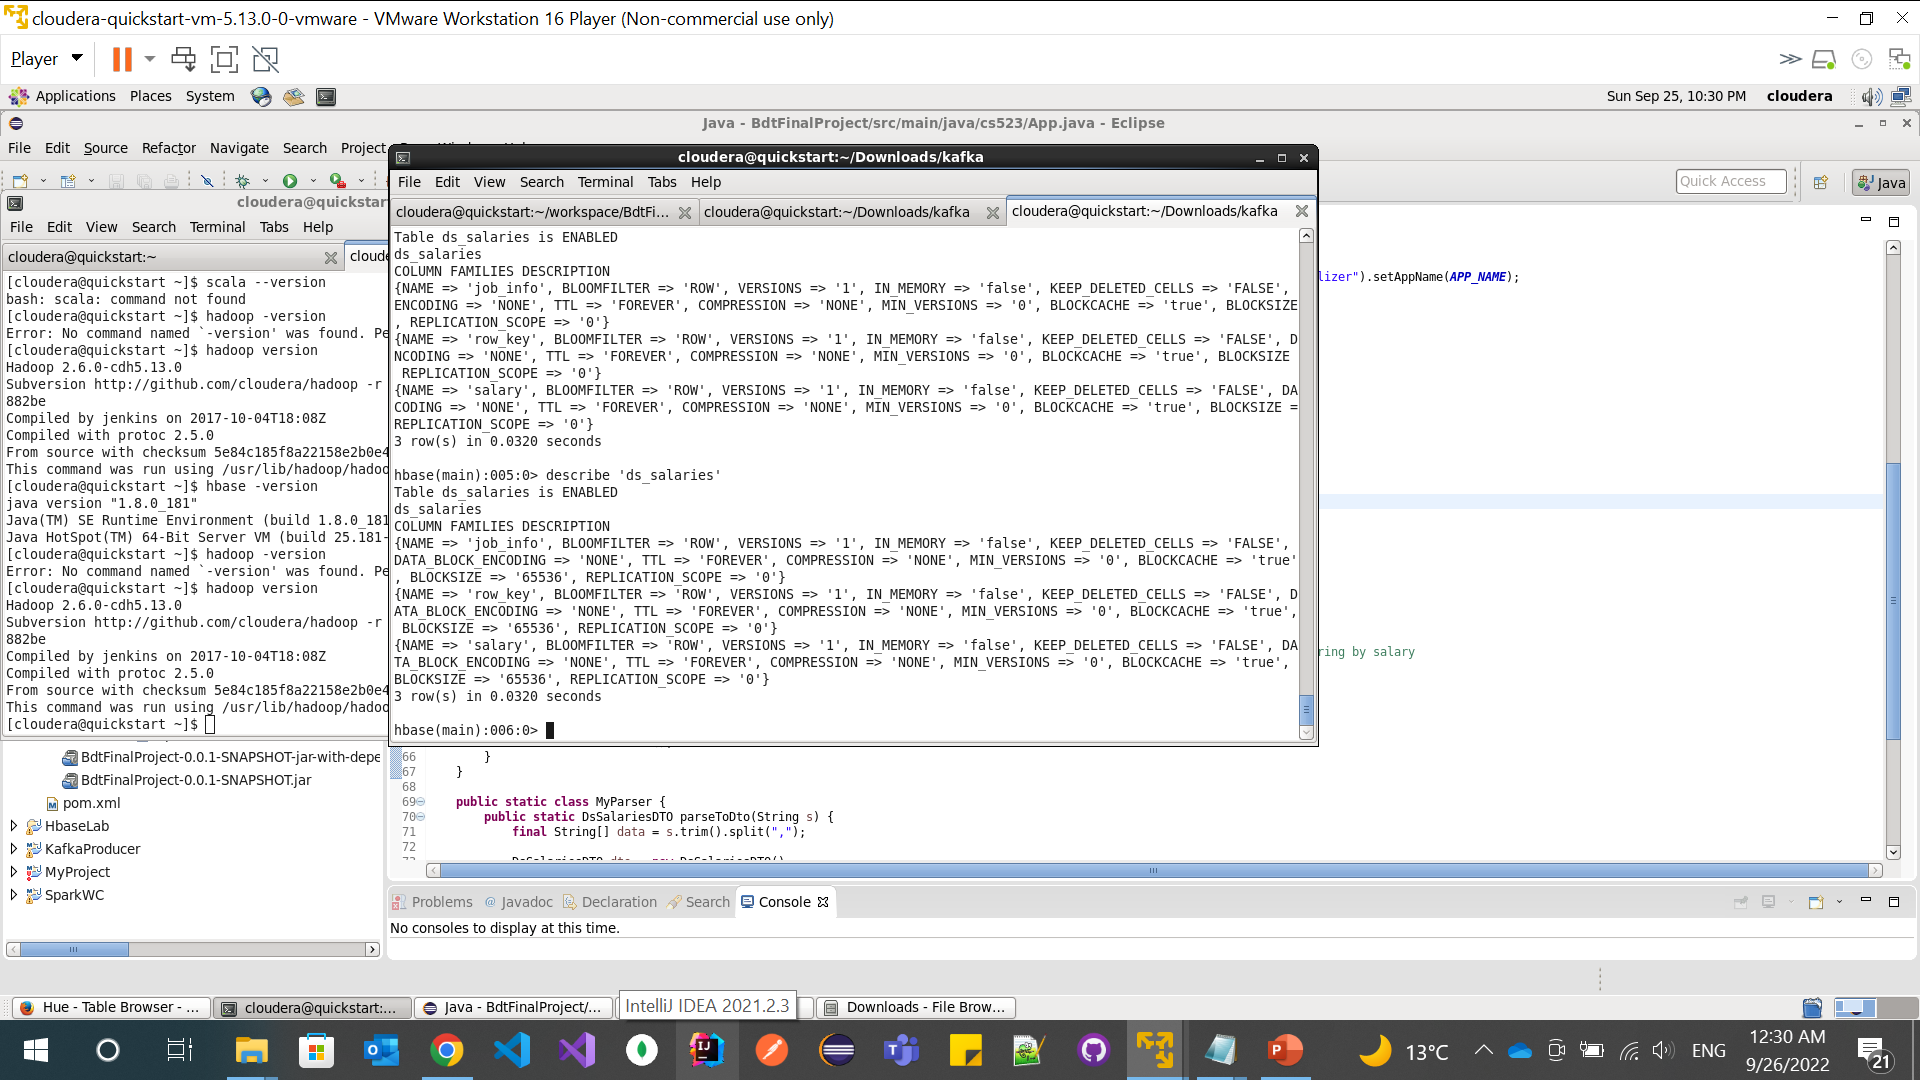 cloudera-quickstart-vm-5.13.0-0-vmware - VMware Workstation 16 Player (Non-commercial use only)
Player
Applications Places System
Sun Sep 25, 10:30 PM cloudera
Java - BdtFinalProject/src/main/java/cs523/App.java - Eclipse
File Edit Source Refactor Navigate Search Project
Quick Access
Java
cloudera@quickstar
File Edit View Search Terminal Tabs Help
cloudera@quickstart:~
cloude
[cloudera@quickstart ~]$ scala --version
bash: scala: command not found
[cloudera@quickstart ~]$ hadoop -version
Error: No command named `-version' was found. Pe
[cloudera@quickstart ~]$ hadoop version
Hadoop 2.6.0-cdh5.13.0
Subversion http://github.com/cloudera/hadoop -r
882be
Compiled by jenkins on 2017-10-04T18:08Z
Compiled with protoc 2.5.0
From source with checksum 5e84c185f8a22158e2b0e4
This command was run using /usr/lib/hadoop/hadoo
[cloudera@quickstart ~]$ hbase -version
java version "1.8.0_181"
Java(TM) SE Runtime Environment (build 1.8.0_181
Java HotSpot(TM) 64-Bit Server VM (build 25.181-
[cloudera@quickstart ~]$ hadoop -version
Error: No command named `-version' was found. Pe
[cloudera@quickstart ~]$ hadoop version
Hadoop 2.6.0-cdh5.13.0
Subversion http://github.com/cloudera/hadoop -r
882be
Compiled by jenkins on 2017-10-04T18:08Z
Compiled with protoc 2.5.0
From source with checksum 5e84c185f8a22158e2b0e4
This command was run using /usr/lib/hadoop/hadoo
[cloudera@quickstart ~]$
cloudera@quickstart:~/Downloads/kafka
File Edit View Search Terminal Tabs Help
cloudera@quickstart:~/workspace/BdtFi...
cloudera@quickstart:~/Downloads/kafka
cloudera@quickstart:~/Downloads/kafka
Table ds_salaries is ENABLED
ds_salaries
COLUMN FAMILIES DESCRIPTION
{NAME => 'job_info', BLOOMFILTER => 'ROW', VERSIONS => '1', IN_MEMORY => 'false', KEEP_DELETED_CELLS => 'FALSE',
ENCODING => 'NONE', TTL => 'FOREVER', COMPRESSION => 'NONE', MIN_VERSIONS => '0', BLOCKCACHE => 'true', BLOCKSIZE
, REPLICATION_SCOPE => '0'}
{NAME => 'row_key', BLOOMFILTER => 'ROW', VERSIONS => '1', IN_MEMORY => 'false', KEEP_DELETED_CELLS => 'FALSE', D
NCODING => 'NONE', TTL => 'FOREVER', COMPRESSION => 'NONE', MIN_VERSIONS => '0', BLOCKCACHE => 'true', BLOCKSIZE
 REPLICATION_SCOPE => '0'}
{NAME => 'salary', BLOOMFILTER => 'ROW', VERSIONS => '1', IN_MEMORY => 'false', KEEP_DELETED_CELLS => 'FALSE', DA
CODING => 'NONE', TTL => 'FOREVER', COMPRESSION => 'NONE', MIN_VERSIONS => '0', BLOCKCACHE => 'true', BLOCKSIZE =
REPLICATION_SCOPE => '0'}
3 row(s) in 0.0320 seconds
hbase(main):005:0> describe 'ds_salaries'
Table ds_salaries is ENABLED
ds_salaries
COLUMN FAMILIES DESCRIPTION
{NAME => 'job_info', BLOOMFILTER => 'ROW', VERSIONS => '1', IN_MEMORY => 'false', KEEP_DELETED_CELLS => 'FALSE',
DATA_BLOCK_ENCODING => 'NONE', TTL => 'FOREVER', COMPRESSION => 'NONE', MIN_VERSIONS => '0', BLOCKCACHE => 'true'
, BLOCKSIZE => '65536', REPLICATION_SCOPE => '0'}
{NAME => 'row_key', BLOOMFILTER => 'ROW', VERSIONS => '1', IN_MEMORY => 'false', KEEP_DELETED_CELLS => 'FALSE', D
ATA_BLOCK_ENCODING => 'NONE', TTL => 'FOREVER', COMPRESSION => 'NONE', MIN_VERSIONS => '0', BLOCKCACHE => 'true',
 BLOCKSIZE => '65536', REPLICATION_SCOPE => '0'}
{NAME => 'salary', BLOOMFILTER => 'ROW', VERSIONS => '1', IN_MEMORY => 'false', KEEP_DELETED_CELLS => 'FALSE', DA
TA_BLOCK_ENCODING => 'NONE', TTL => 'FOREVER', COMPRESSION => 'NONE', MIN_VERSIONS => '0', BLOCKCACHE => 'true',
BLOCKSIZE => '65536', REPLICATION_SCOPE => '0'}
3 row(s) in 0.0320 seconds
hbase(main):006:0>
lizer").setAppName(APP_NAME);
ring by salary
BdtFinalProject-0.0.1-SNAPSHOT-jar-with-depe
BdtFinalProject-0.0.1-SNAPSHOT.jar
pom.xml
HbaseLab
KafkaProducer
MyProject
SparkWC
66 }
67 }
68
69 public static class MyParser {
70 public static DsSalariesDTO parseToDto(String s) {
71 final String[] data = s.trim().split(",");
72
Problems Javadoc Declaration Search Console
No consoles to display at this time.
Hue - Table Browser - ...
cloudera@quickstart:...
Java - BdtFinalProject/...
IntelliJ IDEA 2021.2.3
Downloads - File Brow...
13°C
ENG
12:30 AM
9/26/2022
21